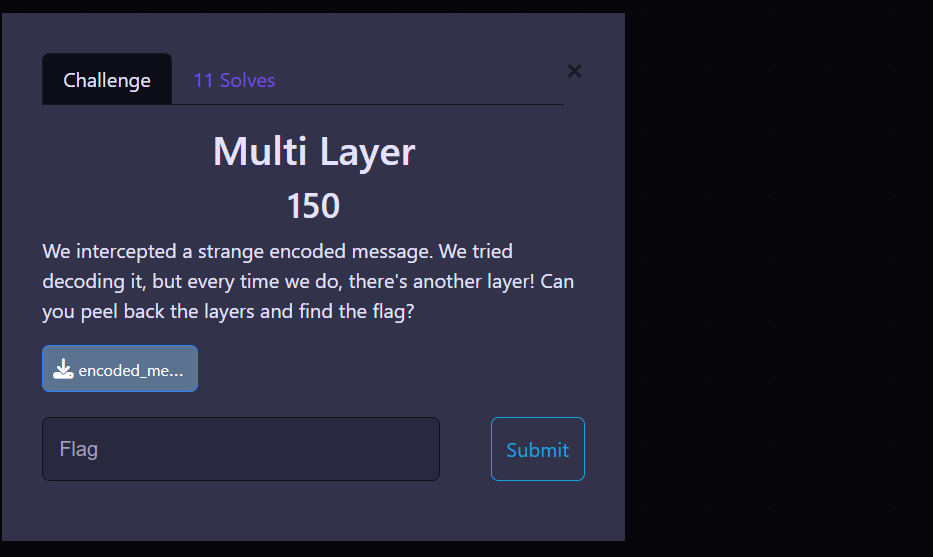 Challenge
11 Solves
×
Multi Layer
150
We intercepted a strange encoded message. We tried
decoding it, but every time we do, there's another layer! Can
you peel back the layers and find the flag?
encoded_me...
Flag
Submit